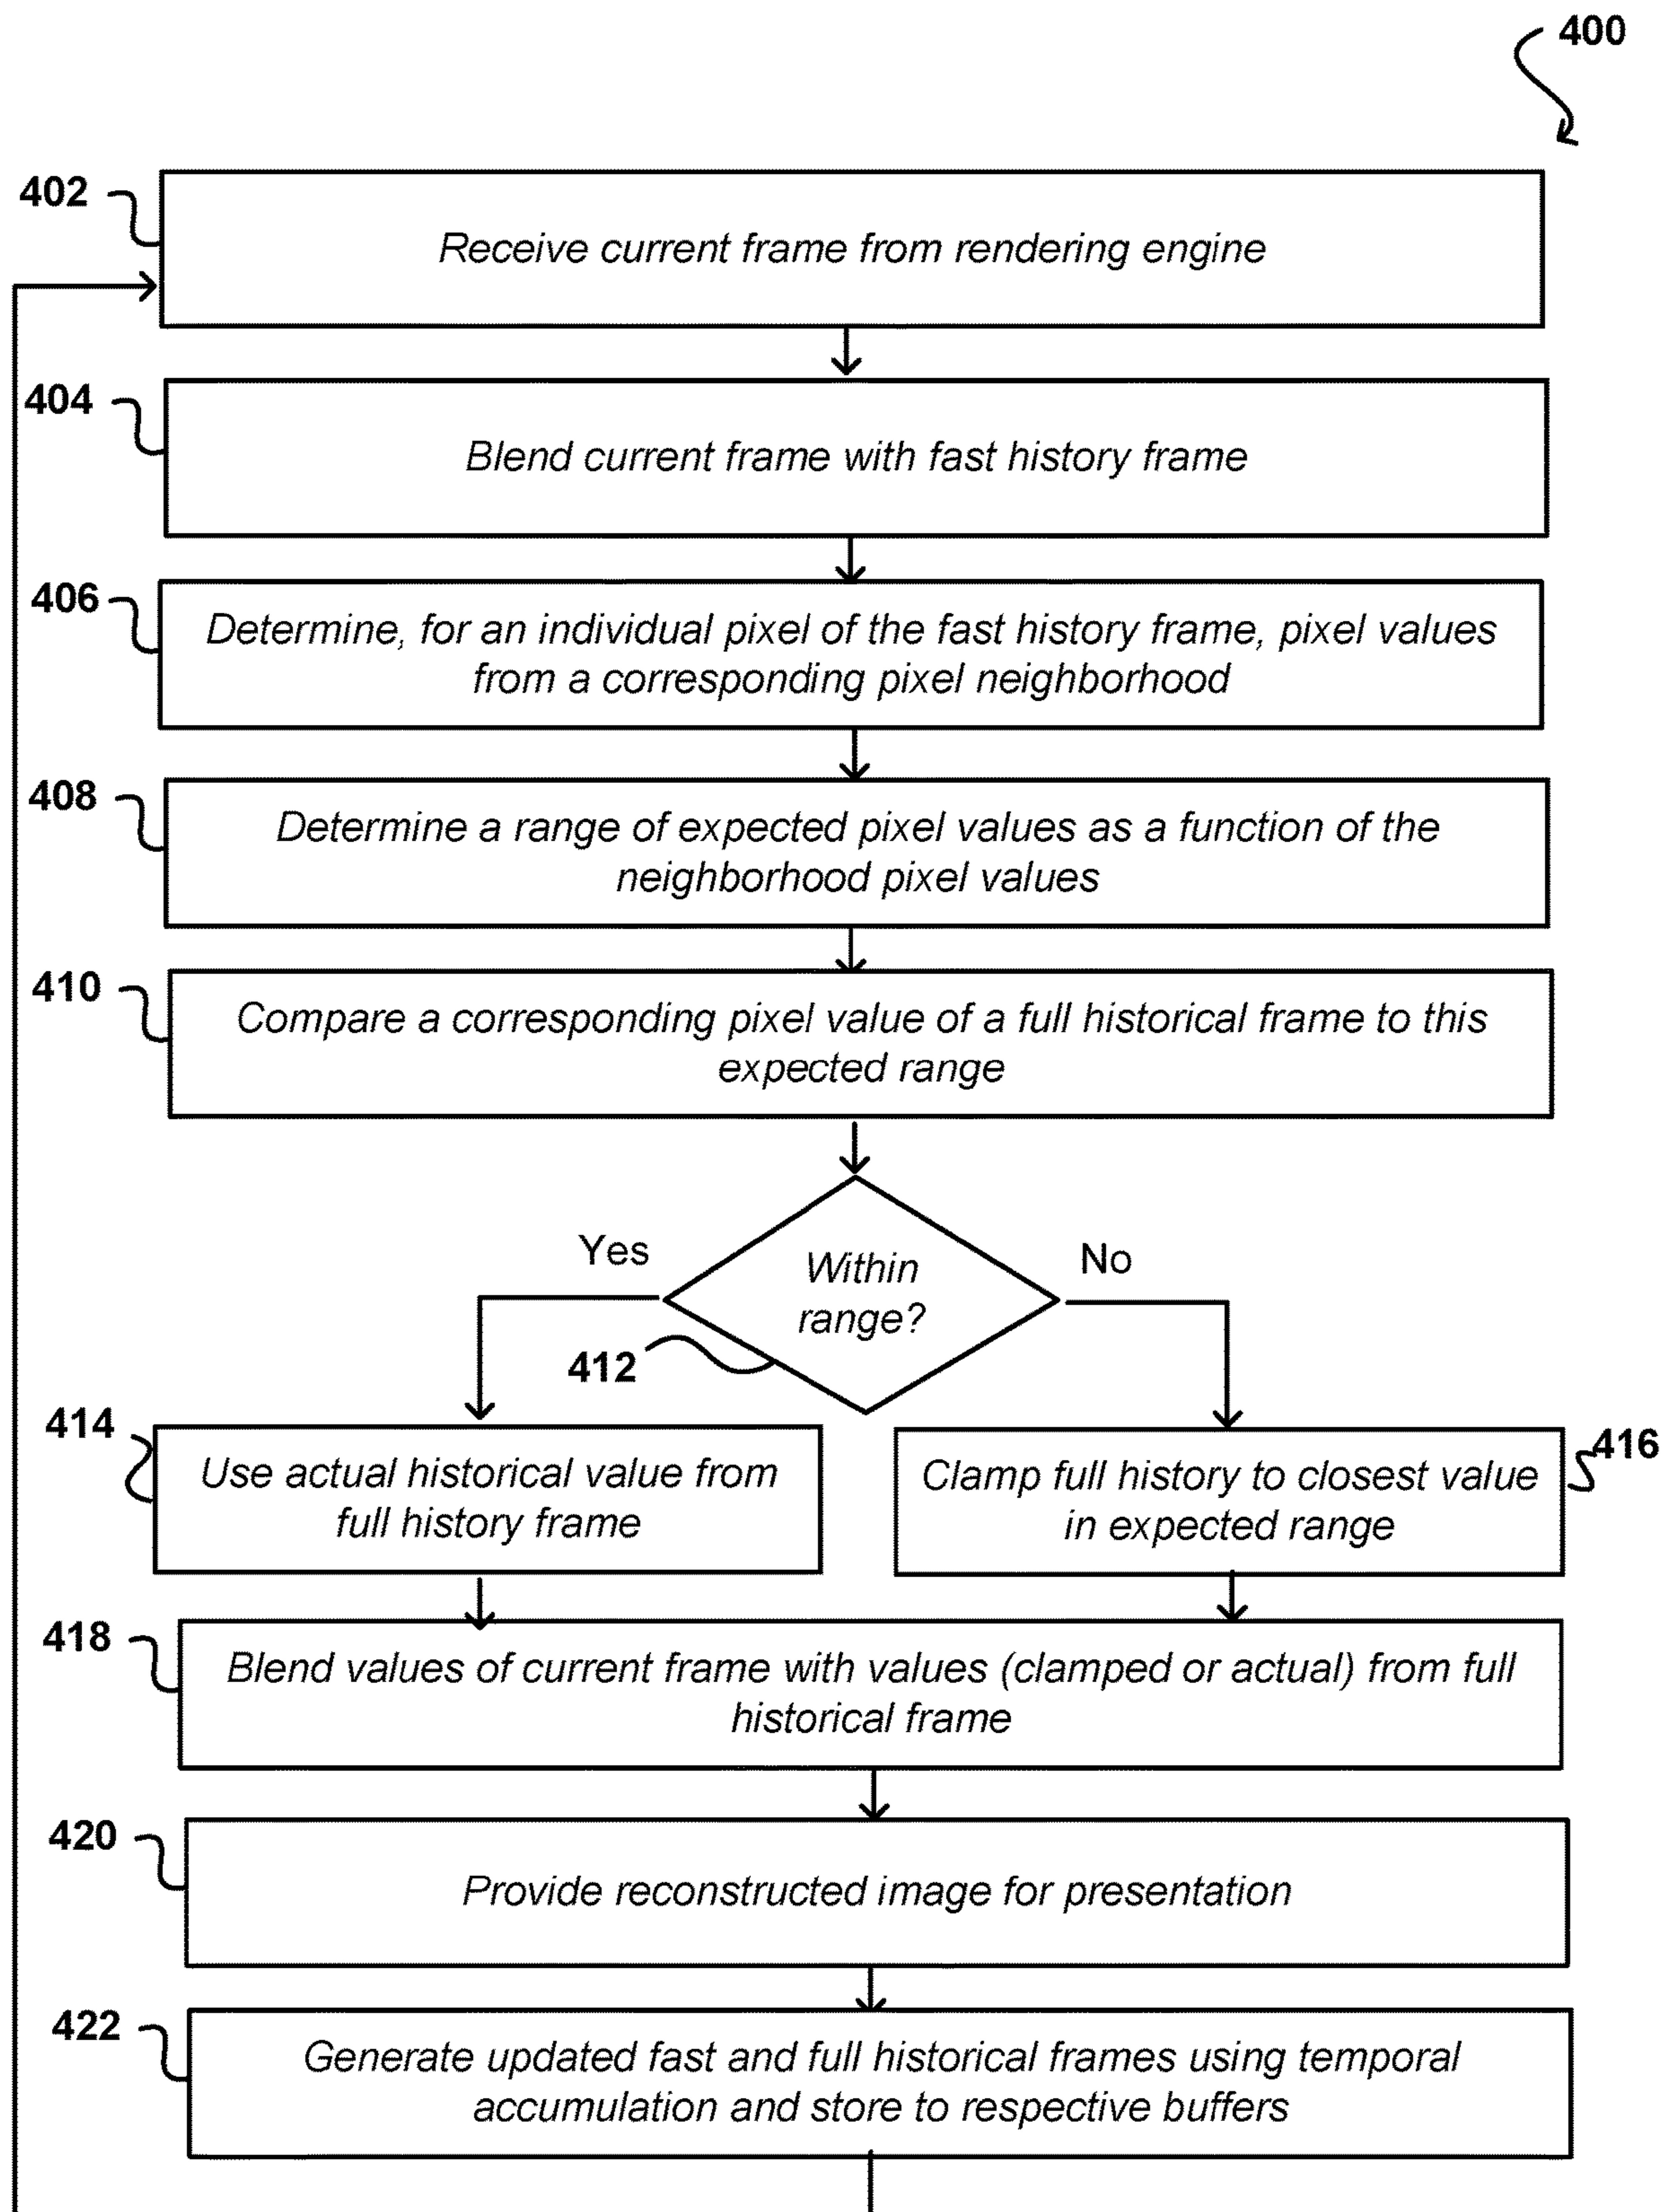 400
402
Receive current frame from rendering engine
404
Blend current frame with fast history frame
406
Determine, for an individual pixel of the fast history frame, pixel values
from a corresponding pixel neighborhood
408
Determine a range of expected pixel values as a function of the
neighborhood pixel values
410
Compare a corresponding pixel value of a full historical frame to this
expected range
Yes
Within
range?
No
412
414
Use actual historical value from
full history frame
Clamp full history to closest value
in expected range
416
418
Blend values of current frame with values (clamped or actual) from full
historical frame
420
Provide reconstructed image for presentation
422
Generate updated fast and full historical frames using temporal
accumulation and store to respective buffers